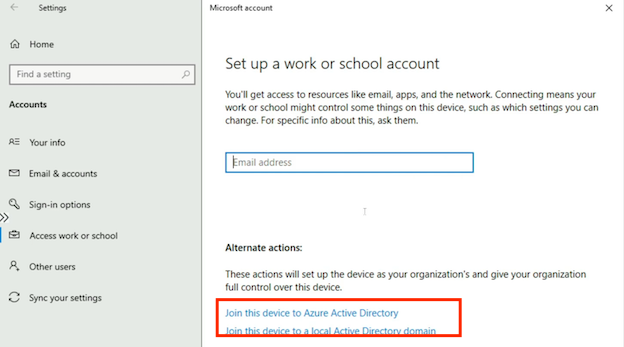 Settings
Home
Find a setting
Accounts
Your info
Email & accounts
Sign-in options
Access work or school
Other users
Sync your settings
Microsoft account
Set up a work or school account
You'll get access to resources like email, apps, and the network. Connecting means your
work or school might control some things on this device, such as which settings you can
change. For specific info about this, ask them.
Email address
Alternate actions:
These actions will set up the device as your organization's and give your organization
full control over this device.
Join this device to Azure Active Directory
Join this device to a local Active Directory domain